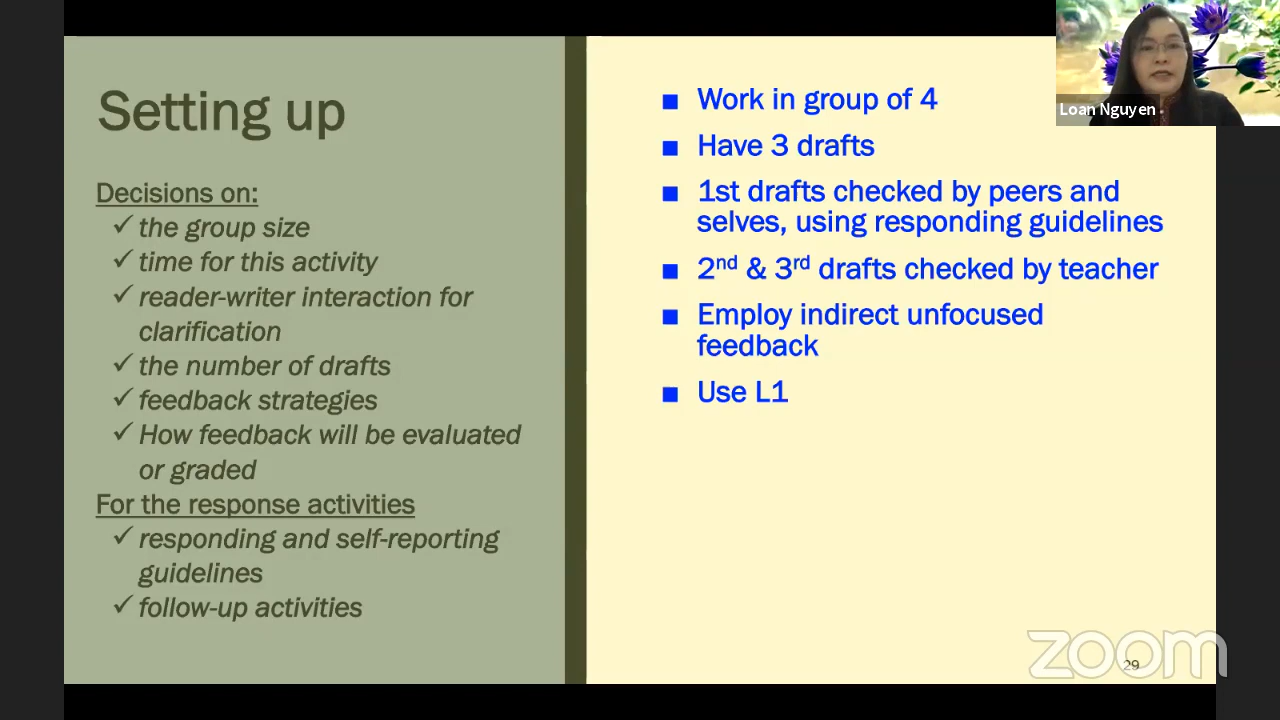 Setting up
Decisions on:
✓ the group size
✓ time for this activity
✓ reader-writer interaction for
clarification
✓ the number of drafts
✓ feedback strategies
✓ How feedback will be evaluated
or graded
For the response activities
✓ responding and self-reporting
guidelines
✓ follow-up activities
■ Work in group of 4
■ Have 3 drafts
■ 1st drafts checked by peers and
selves, using responding guidelines
■ 2nd & 3rd drafts checked by teacher
■ Employ indirect unfocused
feedback
■ Use L1
Loan Nguyen
zoom
29